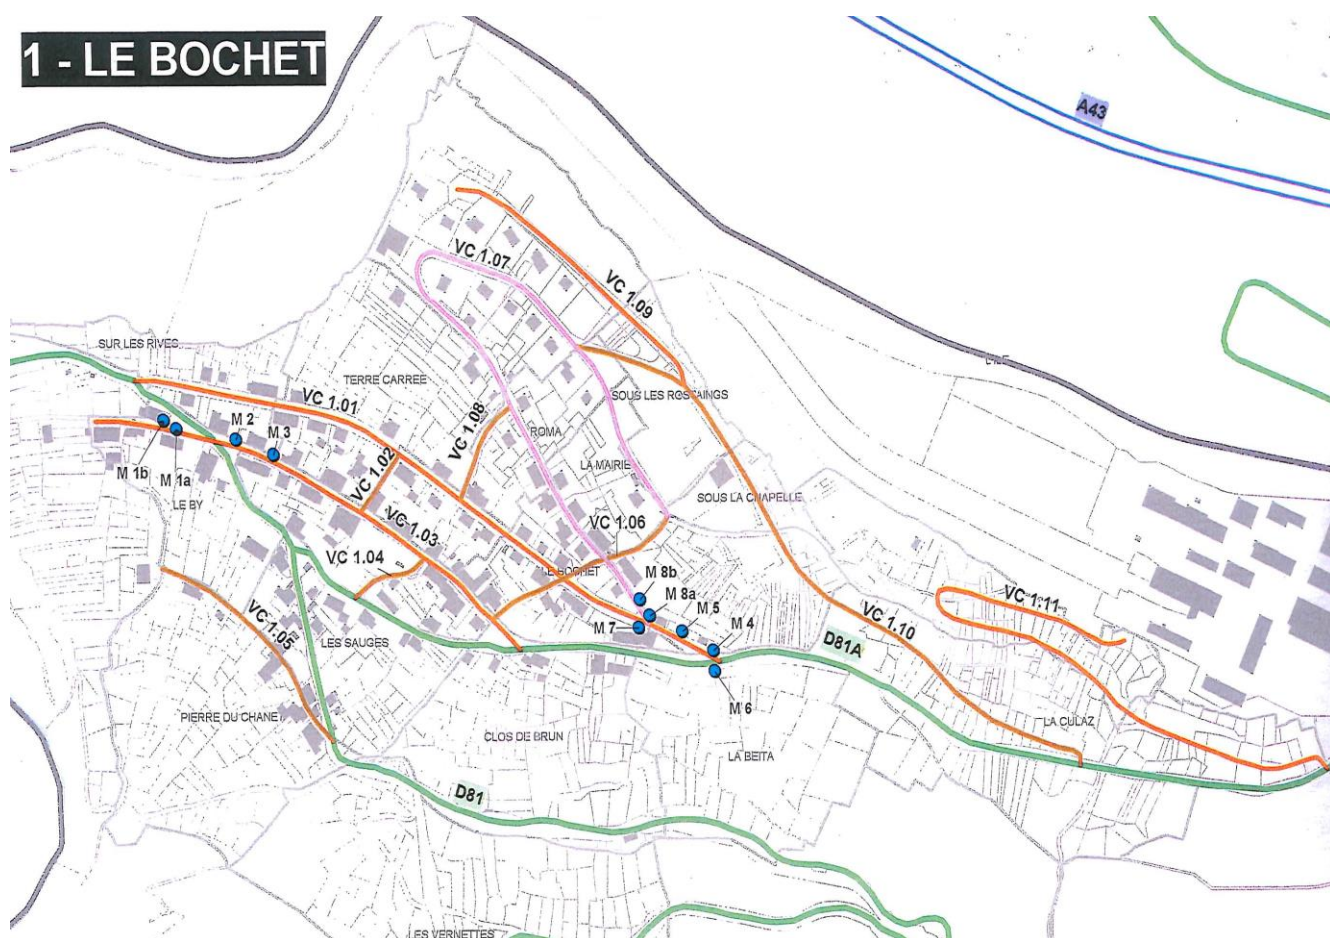 1 - LE BOCHET
A43
VC 1.07
VC 1.09
SUR LES RIVES
TERRE CARREE
SOUS LES ROSSAINGS
VC 1.01
VC 1.08
M 2
M 3
ROMA
M 1b
M 1a
VC 1.02
LA MAIRIE
SOUS LA CHAPELLE
LE BY
VC 1.03
VC 1.06
VC 1.04
LE BOCHET
M 8b
M 8a
VC 1.11
M 5
M 7
M 4
VC 1.10
VC 1.05
LES SAUGES
D81A
M 6
PIERRE DU CHANET
CLOS DE BRUN
LA CULAZ
LA BEITA
D81
LES VERNETTES